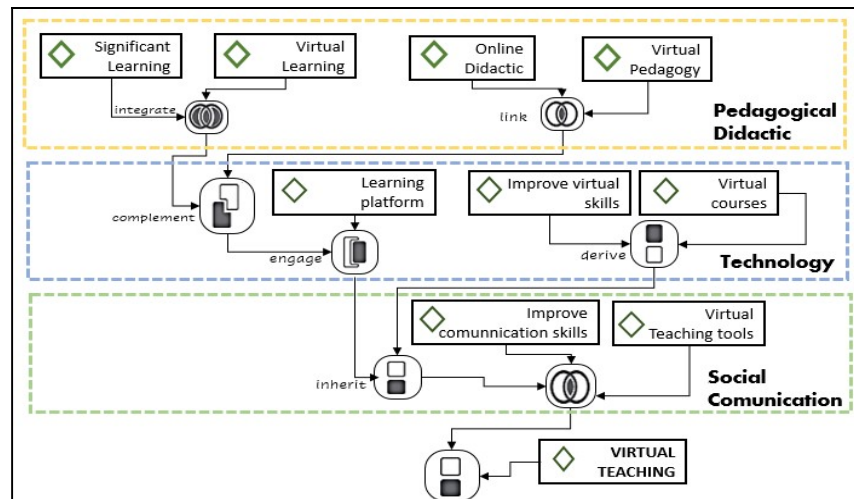 Significant
Learning
Virtual
Learning
Online
Didactic
Virtual
Pedagogy
integrate
link
Pedagogical
Didactic
Learning
platform
Improve virtual
skills
Virtual
courses
complement
engage
derive
Technology
Improve
comunnication skills
Virtual
Teaching tools
inherit
Social
Comunication
VIRTUAL
TEACHING